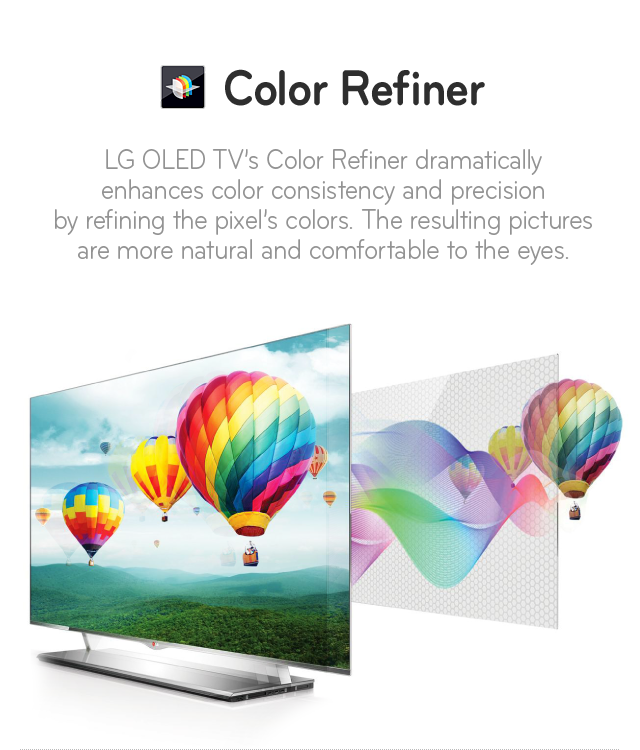 Color Refiner
LG OLED TV's Color Refiner dramatically
enhances color consistency and precision
by refining the pixel's colors. The resulting pictures
are more natural and comfortable to the eyes.